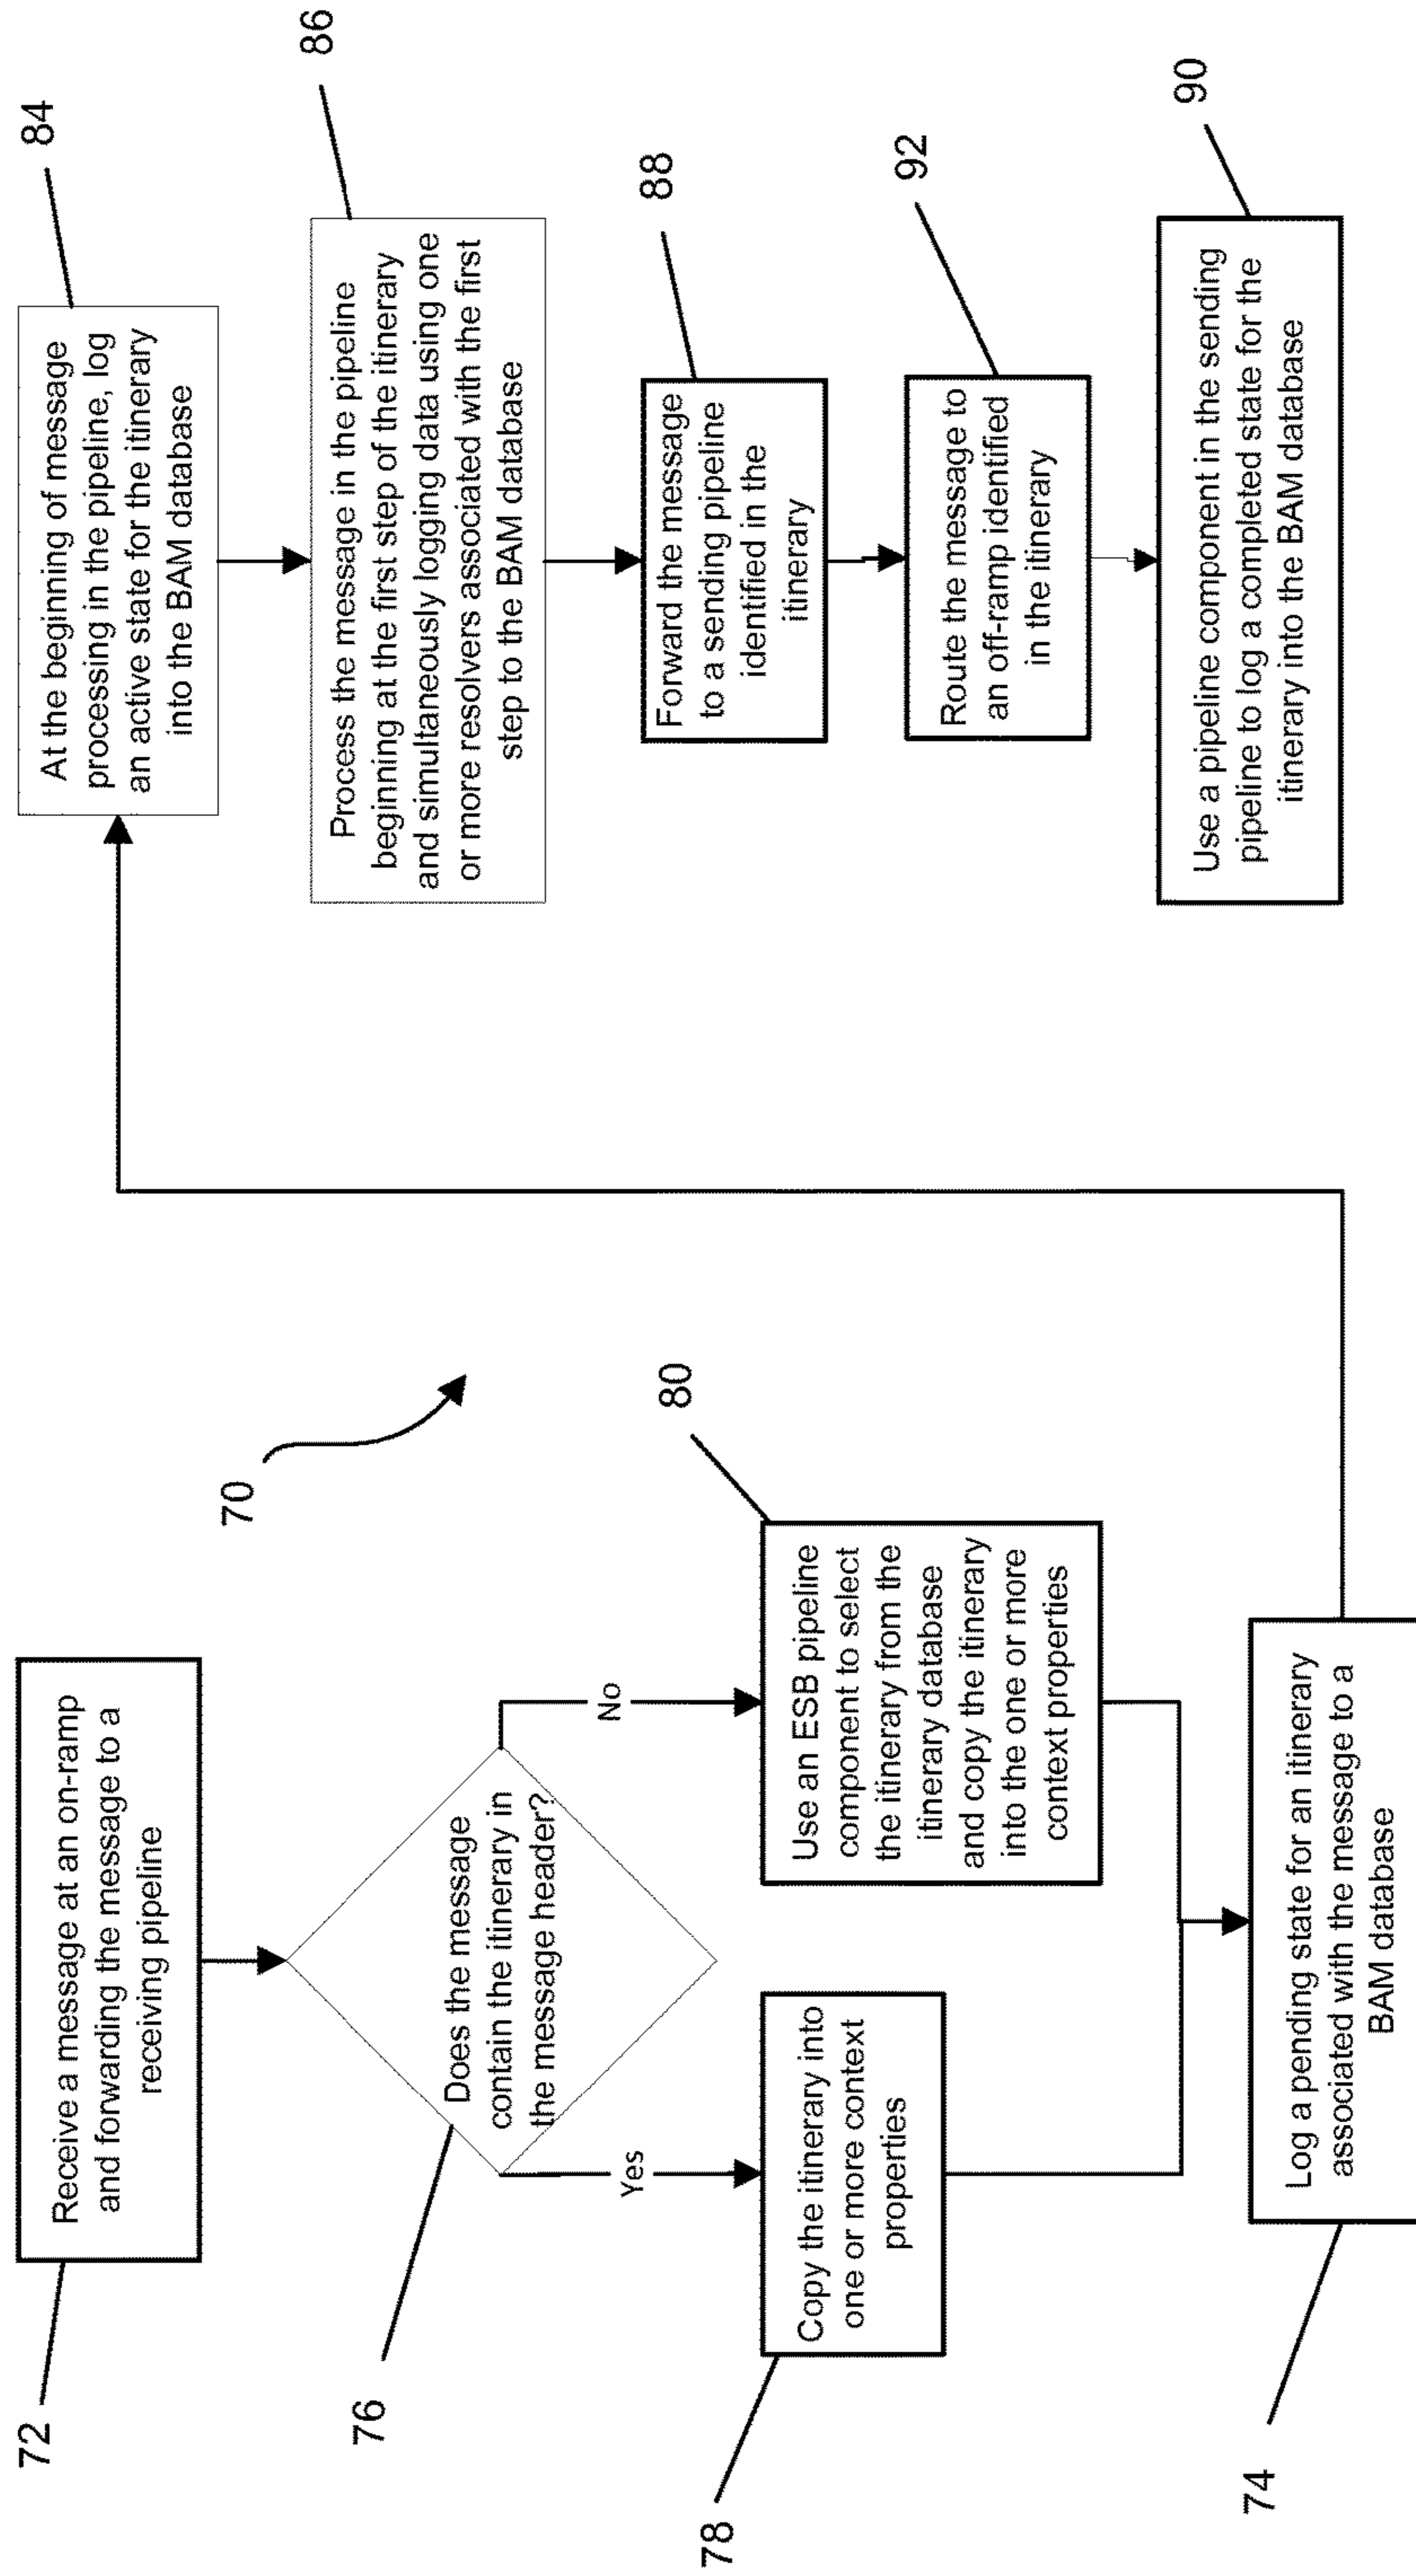 72
Receive a message at an on-ramp
and forwarding the message to a
receiving pipeline
70
76
Does the message
contain the itinerary in
the message header?
Yes
No
78
Copy the itinerary into
one or more context
properties
80
Use an ESB pipeline
component to select
the itinerary from the
itinerary database
and copy the itinerary
into the one or more
context properties
74
Log a pending state for an itinerary
associated with the message to a
BAM database
84
At the beginning of message
processing in the pipeline, log
an active state for the itinerary
into the BAM database
86
Process the message in the pipeline
beginning at the first step of the itinerary
and simultaneously logging data using one
or more resolvers associated with the first
step to the BAM database
88
Forward the message
to a sending pipeline
identified in the
itinerary
92
Route the message to
an off-ramp identified
in the itinerary
90
Use a pipeline component in the sending
pipeline to log a completed state for the
itinerary into the BAM database